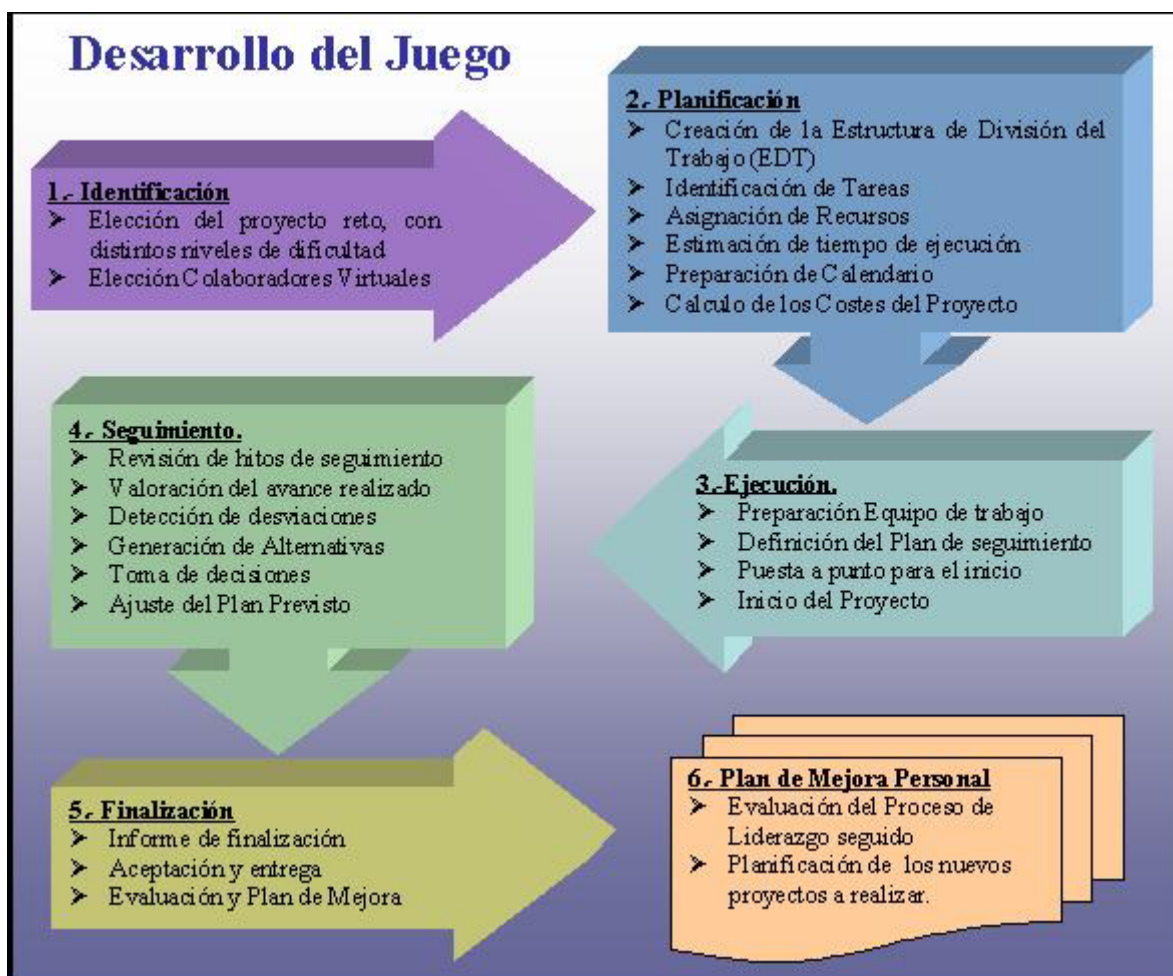 Desarrollo del Juego
1.- Identificación
➤ Elección del proyecto reto, con
distintos niveles de dificultad
➤ Elección Colaboradores Virtuales
2.- Planificación
➤ Creación de la Estructura de División del
Trabajo (EDT)
➤ Identificación de Tareas
➤ Asignación de Recursos
➤ Estimación de tiempo de ejecución
➤ Preparación de Calendario
➤ Calculo de los Costes del Proyecto
3.-Ejecución.
➤ Preparación Equipo de trabajo
➤ Definición del Plan de seguimiento
➤ Puesta a punto para el inicio
➤ Inicio del Proyecto
4.- Seguimiento.
➤ Revisión de hitos de seguimiento
➤ Valoración del avance realizado
➤ Detección de desviaciones
➤ Generación de Alternativas
➤ Toma de decisiones
➤ Ajuste del Plan Previsto
5.- Finalización
➤ Informe de finalización
➤ Aceptación y entrega
➤ Evaluación y Plan de Mejora
6.- Plan de Mejora Personal
➤ Evaluación del Proceso de
Liderazgo seguido
➤ Planificación de los nuevos
proyectos a realizar.